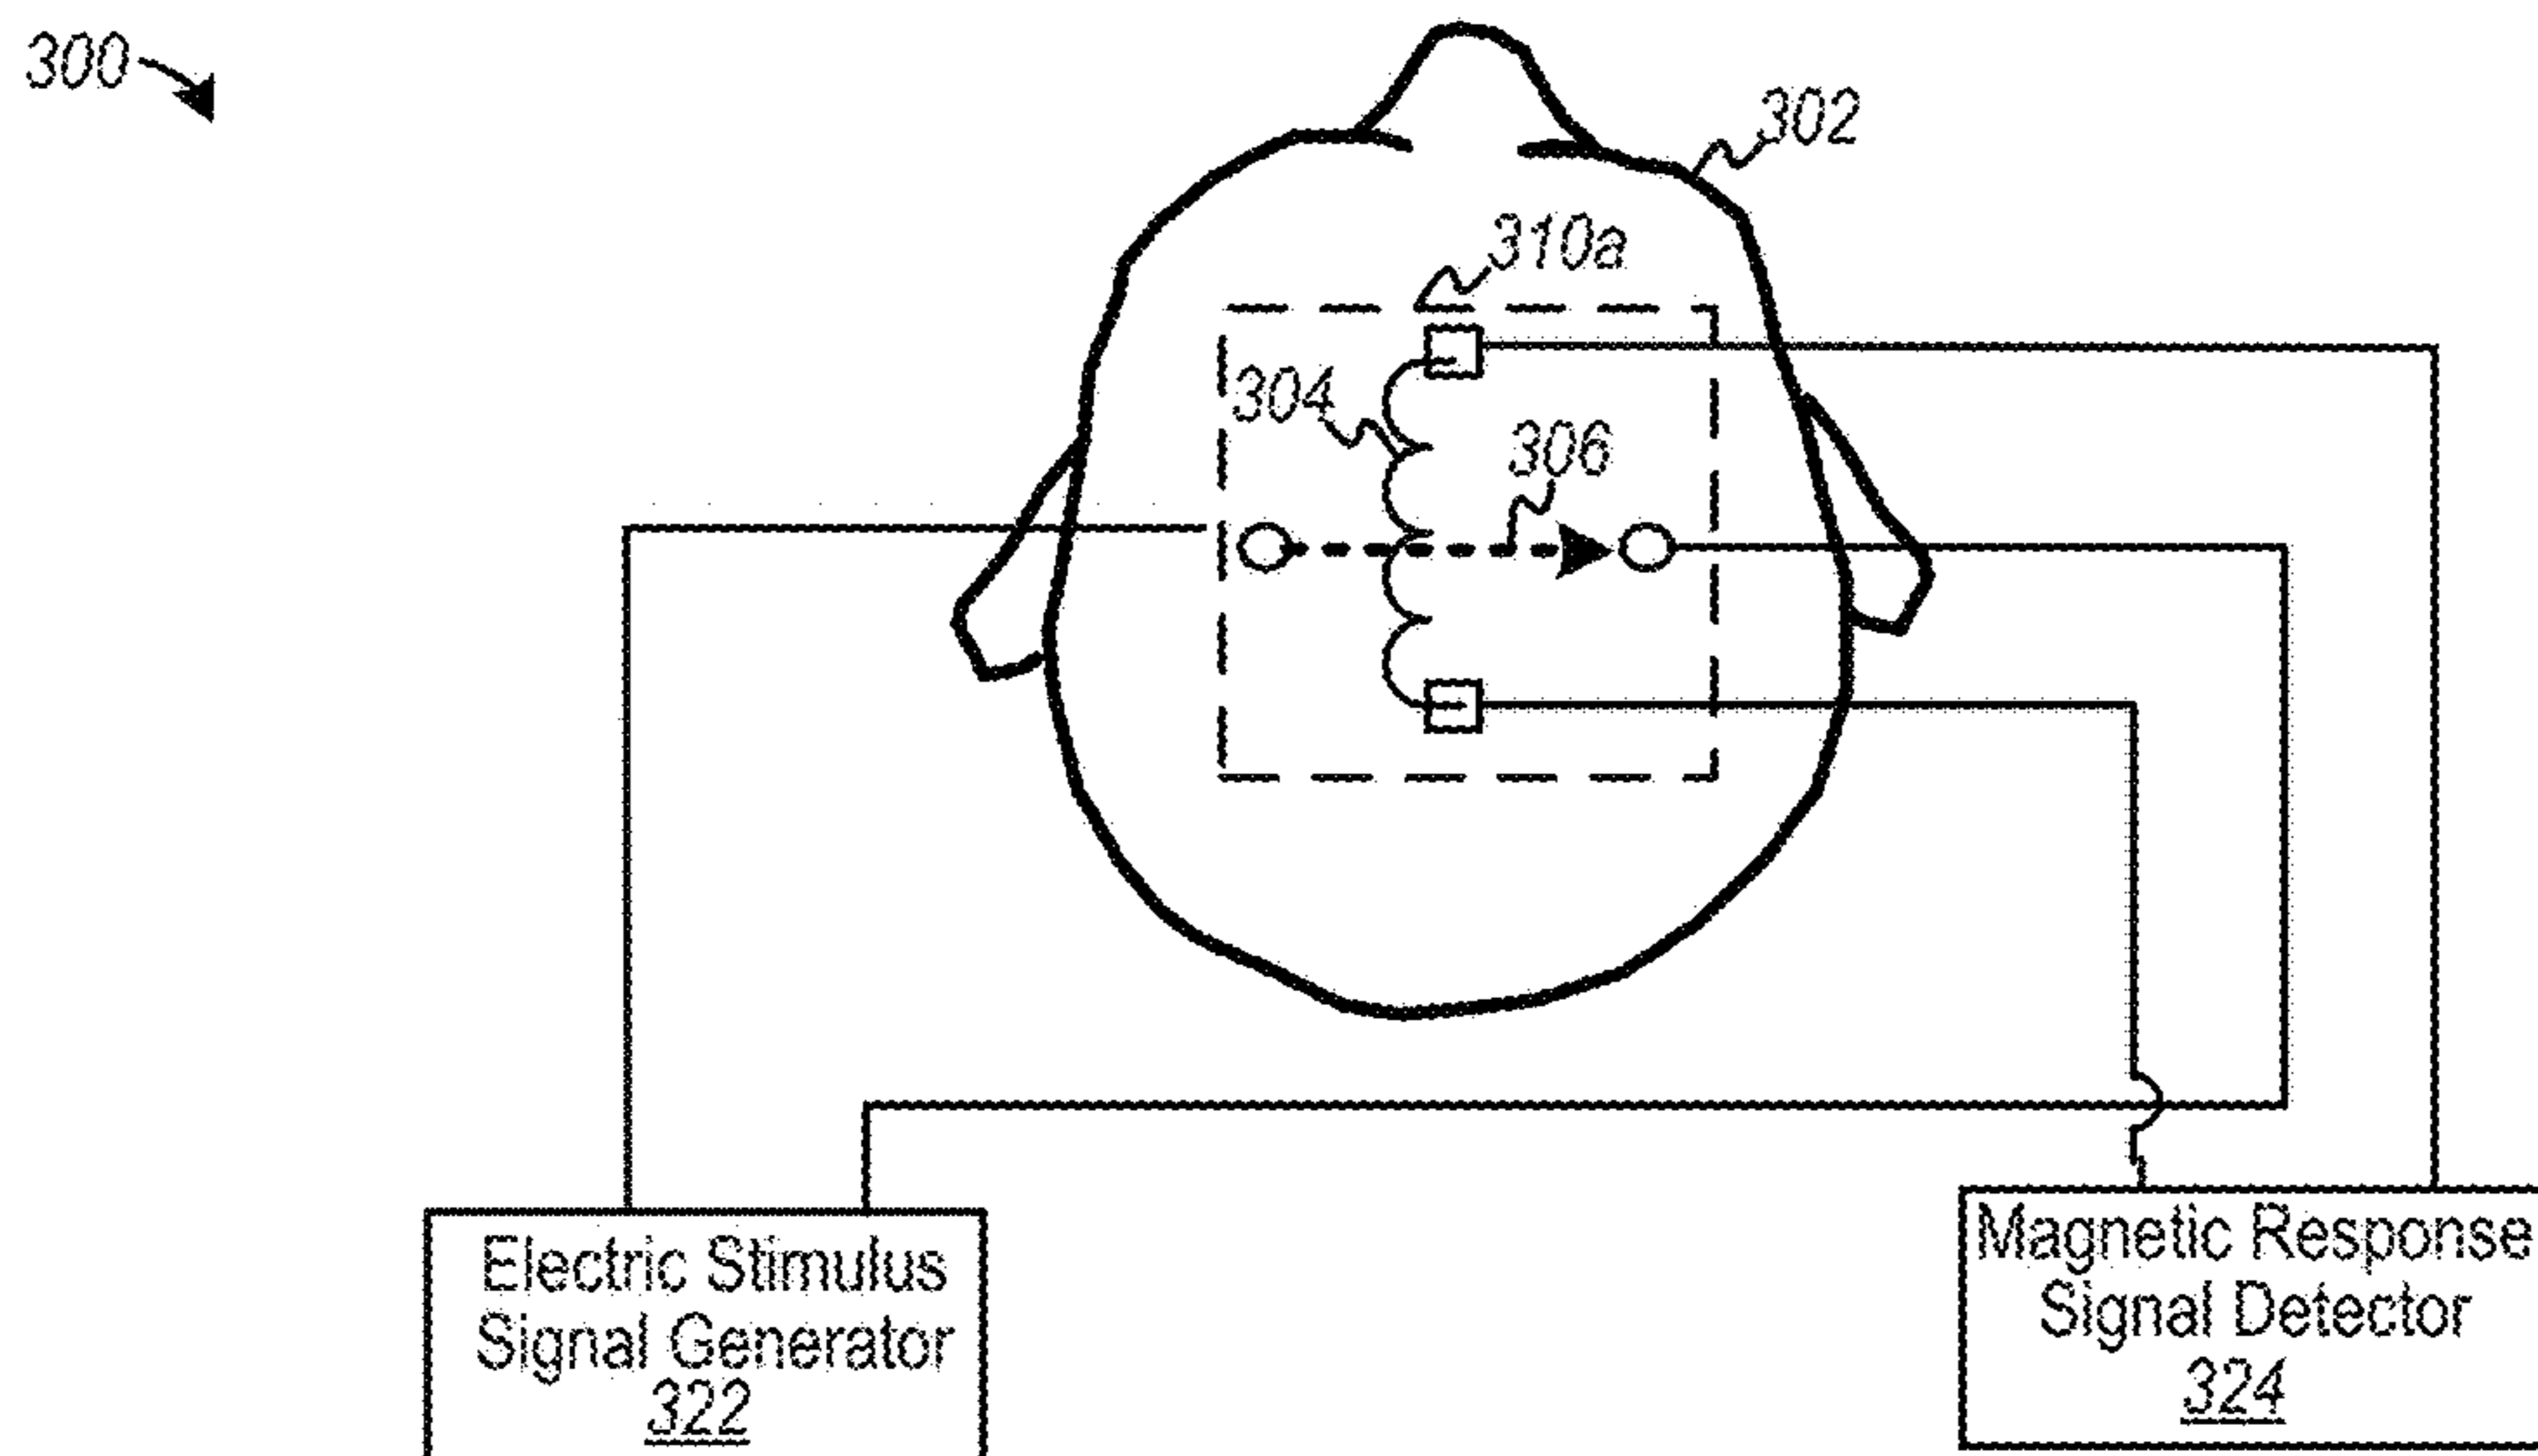 300
302
310a
304
306
Electric Stimulus
Signal Generator
322
Magnetic Response
Signal Detector
324